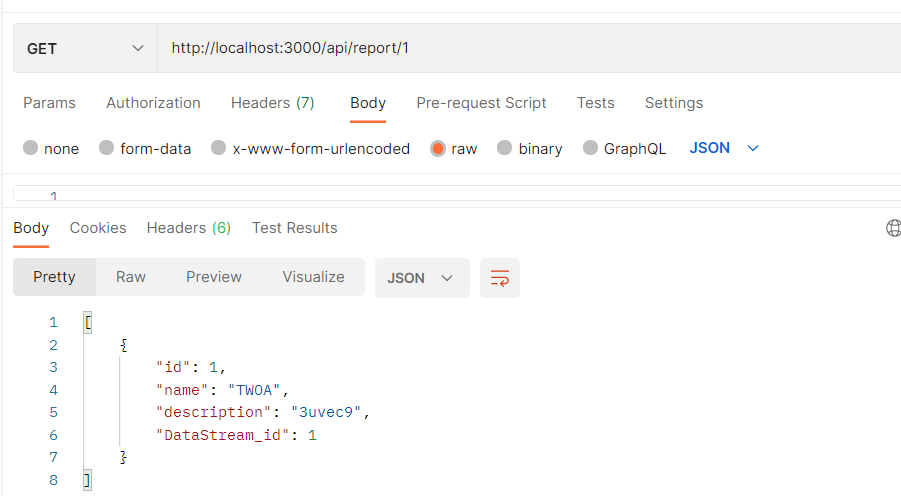 GET http://localhost:3000/api/report/1
Params Authorization Headers (7) Body Pre-request Script Tests Settings
none form-data x-www-form-urlencoded raw binary GraphQL JSON
1
Body Cookies Headers (6) Test Results
Pretty Raw Preview Visualize JSON
1 [
2 {
3 "id": 1,
4 "name": "TWOA",
5 "description": "3uvec9",
6 "DataStream_id": 1
7 }
8 ]